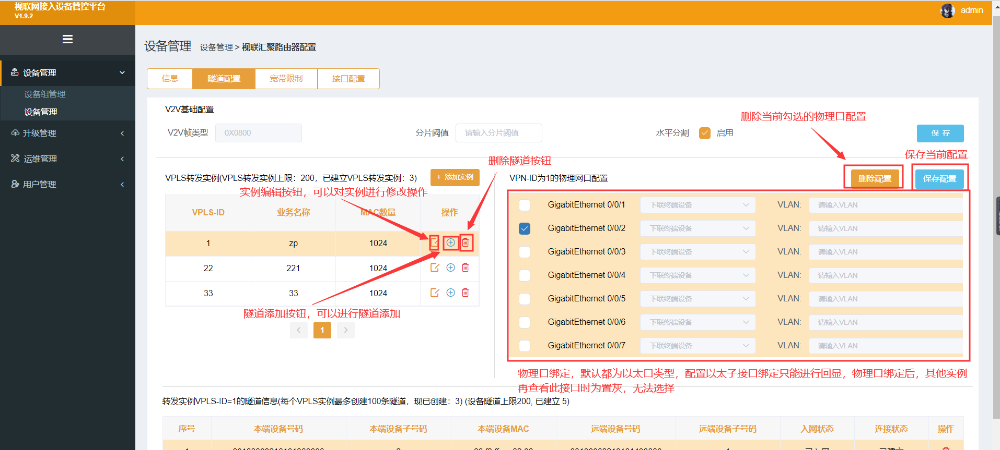 视联网接入设备管控平台
V1.9.2
admin
设备管理
设备组管理
设备管理
升级管理
运维管理
用户管理
设备管理 设备管理 > 视联汇聚路由器配置
信息 隧道配置 宽带限制 接口配置
V2V基础配置
V2V帧类型 0X0800 分片阈值 请输入分片阈值 水平分割 启用 保 存
删除当前勾选的物理口配置
保存当前配置
删除隧道按钮
VPLS转发实例(VPLS转发实例上限：200，已建立VPLS转发实例：3) + 添加实例
实例编辑按钮，可以对实例进行修改操作
VPLS-ID 业务名称 MAC数量 操作
1 zp 1024
22 221 1024
33 33 1024
隧道添加按钮，可以进行隧道添加
1
VPN-ID为1的物理网口配置 删除配置 保存配置
GigabitEthernet 0/0/1 下联终端设备 VLAN: 请输入VLAN
GigabitEthernet 0/0/2 下联终端设备 VLAN: 请输入VLAN
GigabitEthernet 0/0/3 下联终端设备 VLAN: 请输入VLAN
GigabitEthernet 0/0/4 下联终端设备 VLAN: 请输入VLAN
GigabitEthernet 0/0/5 下联终端设备 VLAN: 请输入VLAN
GigabitEthernet 0/0/6 下联终端设备 VLAN: 请输入VLAN
GigabitEthernet 0/0/7 下联终端设备 VLAN: 请输入VLAN
物理口绑定，默认都为以太口类型，配置以太子接口绑定只能进行回显，物理口绑定后，其他实例
再查看此接口时为置灰，无法选择
转发实例VPLS-ID=1的隧道信息(每个VPLS实例最多创建100条隧道，现已创建：3) (设备隧道上限200, 已建立 5)
序号 本端设备号码 本端设备子号码 本端设备MAC 远端设备号码 远端设备子号码 入网状态 连接状态 操作